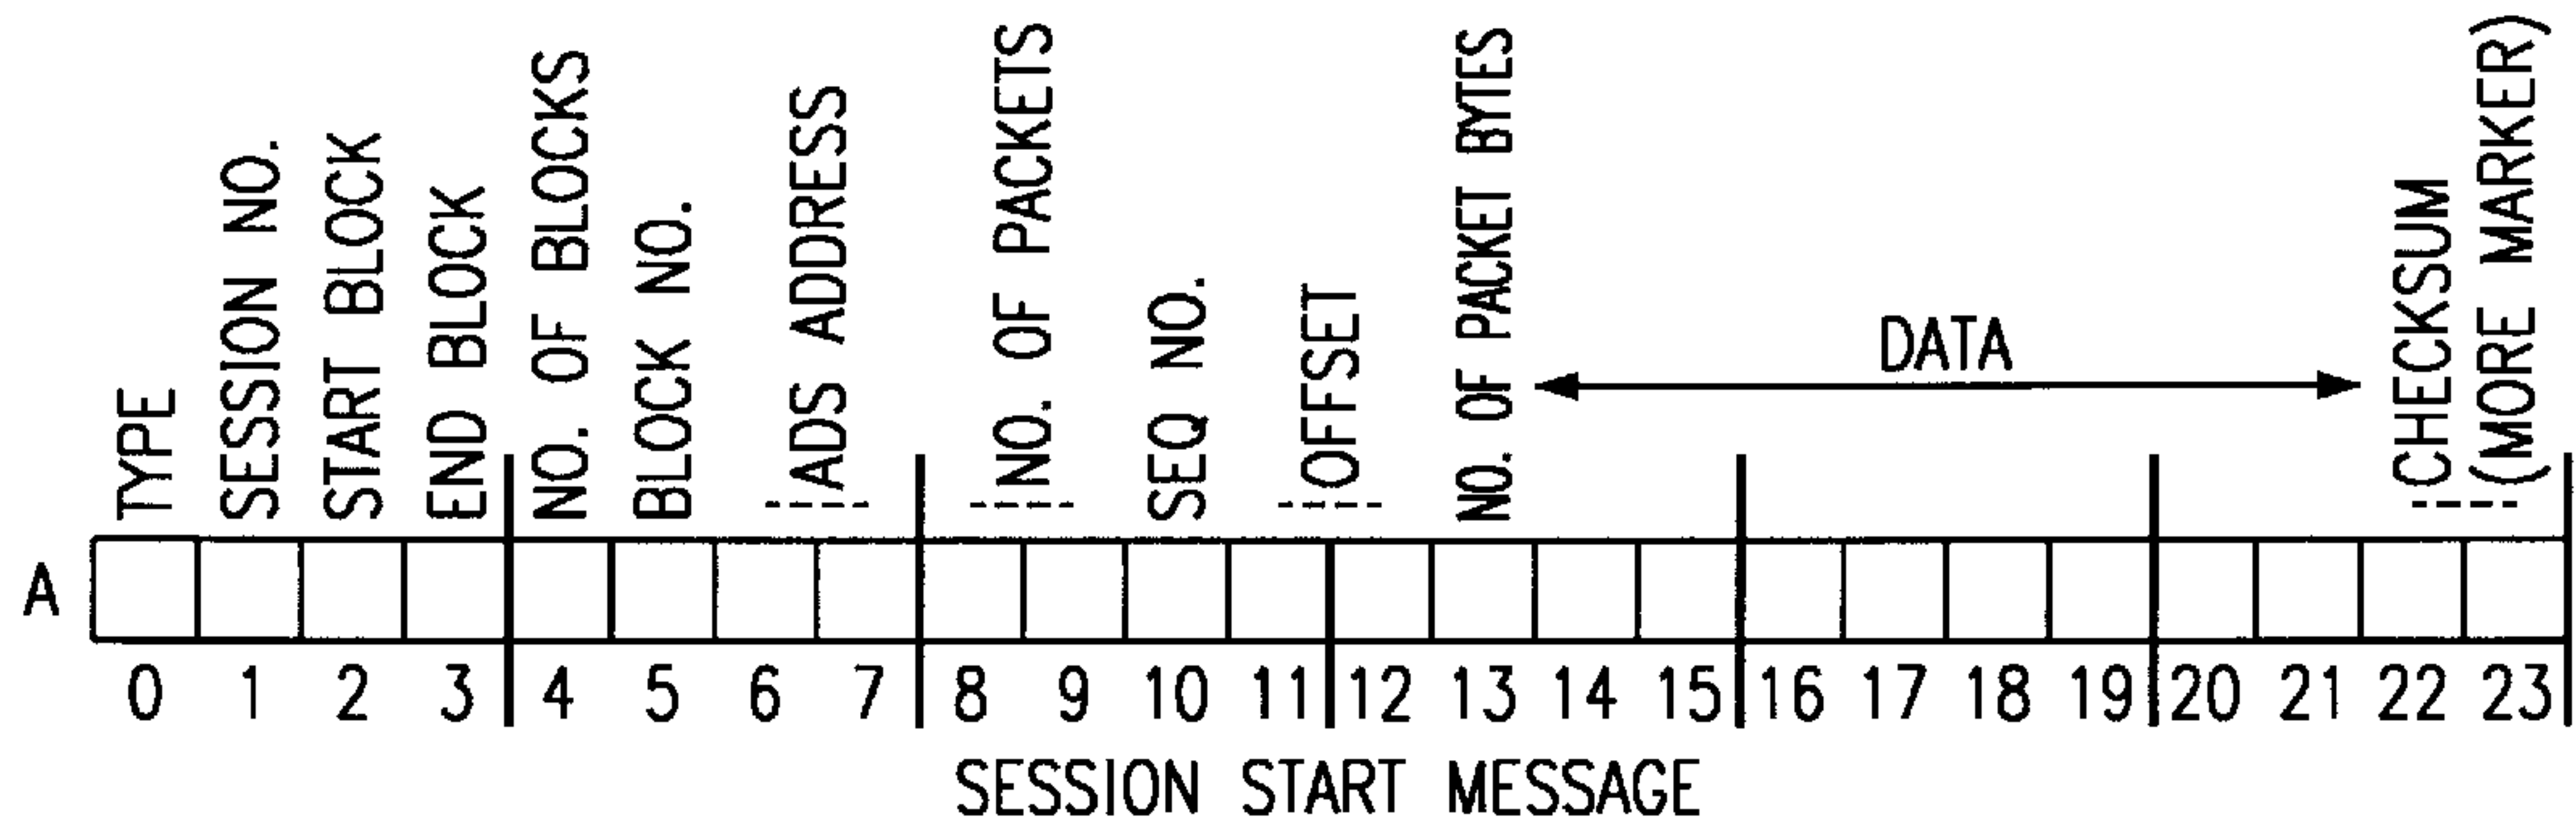 TYPE
SESSION NO.
START BLOCK
END BLOCK
NO. OF BLOCKS
BLOCK NO.
ADS ADDRESS
NO. OF PACKETS
SEQ NO.
OFFSET
NO. OF PACKET BYTES
DATA
CHECKSUM
(MORE MARKER)
A
0 1 2 3 4 5 6 7 8 9 10 11 12 13 14 15 16 17 18 19 20 21 22 23
SESSION START MESSAGE